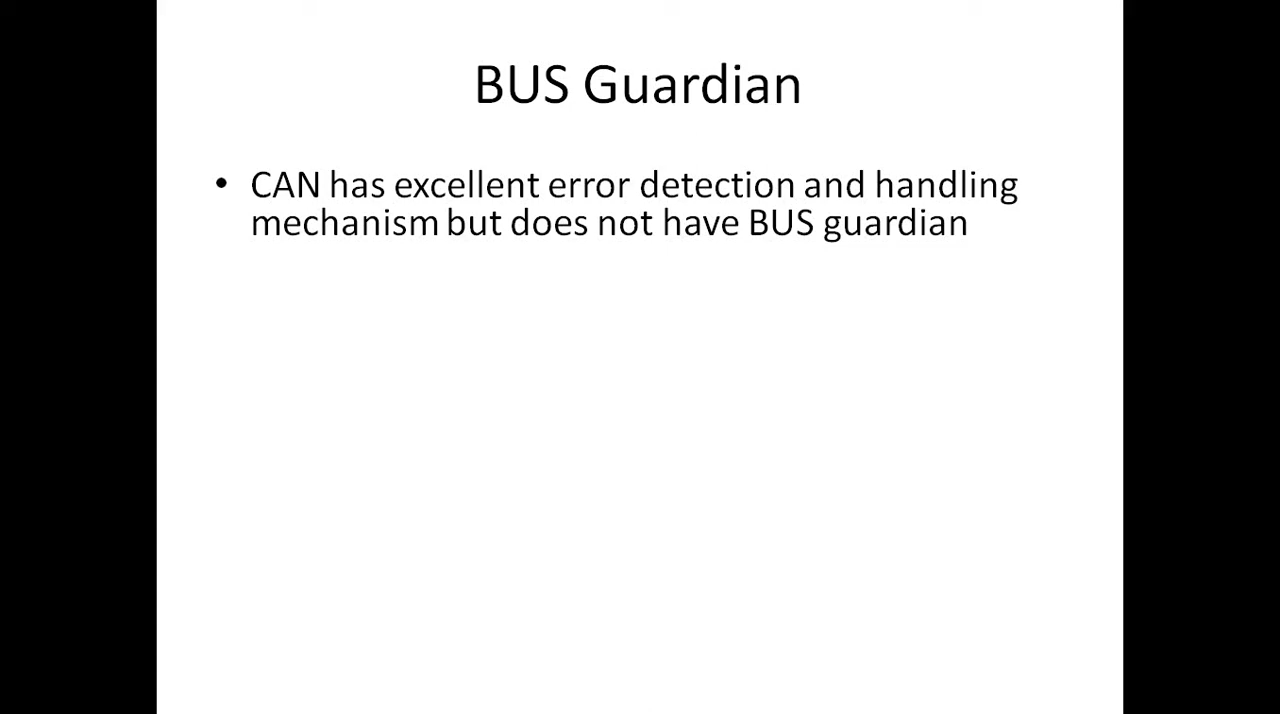 BUS Guardian
• CAN has excellent error detection and handling
mechanism but does not have BUS guardian